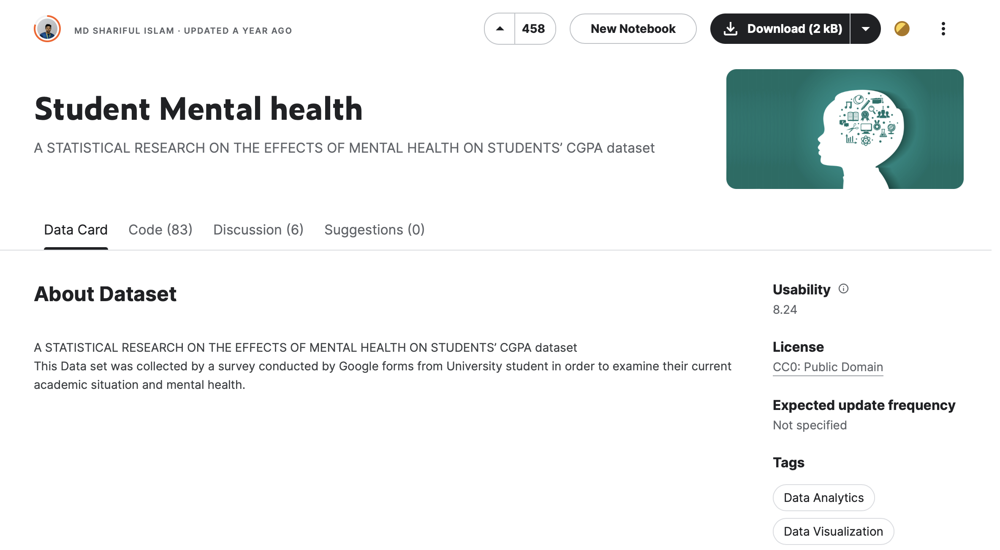 MD SHARIFUL ISLAM · UPDATED A YEAR AGO
458
New Notebook
Download (2 kB)
Student Mental health
A STATISTICAL RESEARCH ON THE EFFECTS OF MENTAL HEALTH ON STUDENTS’ CGPA dataset
Data Card
Code (83)
Discussion (6)
Suggestions (0)
About Dataset
A STATISTICAL RESEARCH ON THE EFFECTS OF MENTAL HEALTH ON STUDENTS’ CGPA dataset
This Data set was collected by a survey conducted by Google forms from University student in order to examine their current
academic situation and mental health.
Usability
8.24
License
CC0: Public Domain
Expected update frequency
Not specified
Tags
Data Analytics
Data Visualization